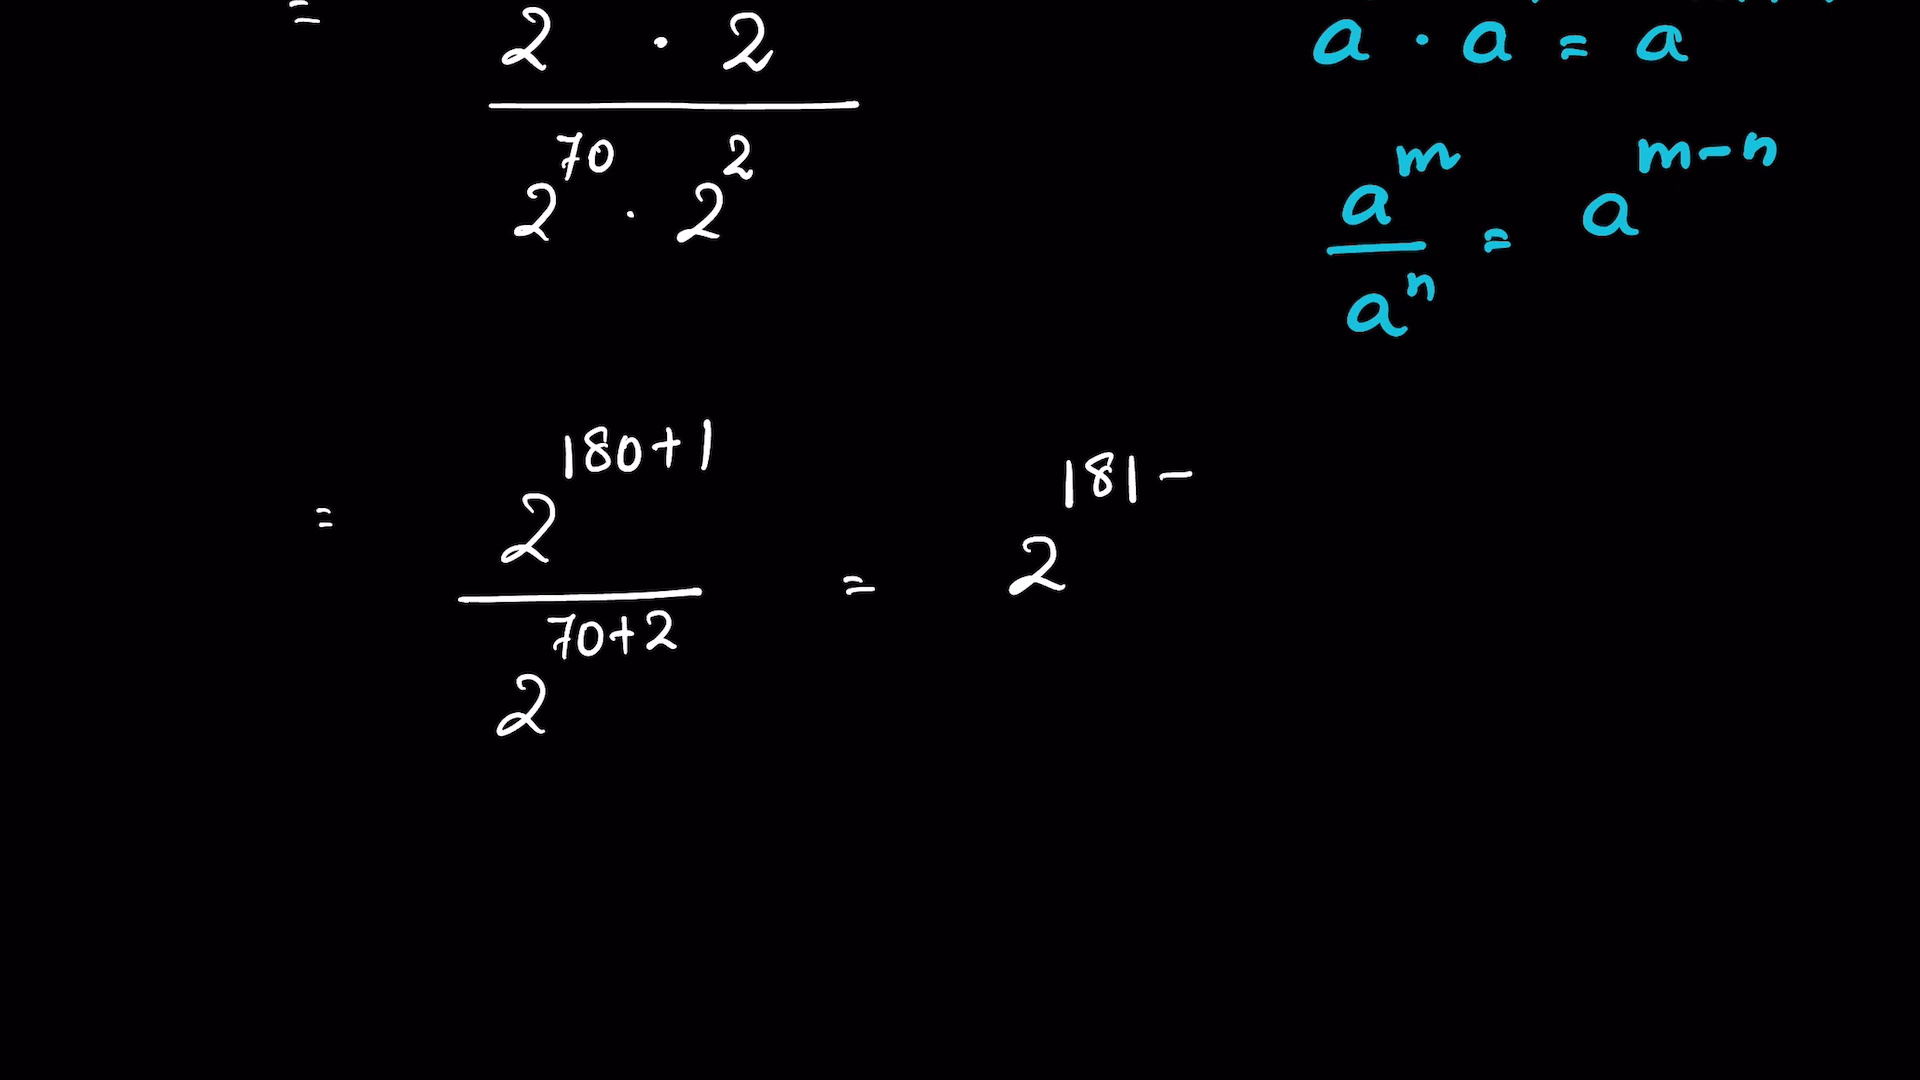 = 2 · 2
2^70 · 2^2
a · a = a
a^m / a^n = a^(m-n)
= 2^(180+1) / 2^(70+2) = 2^(181-